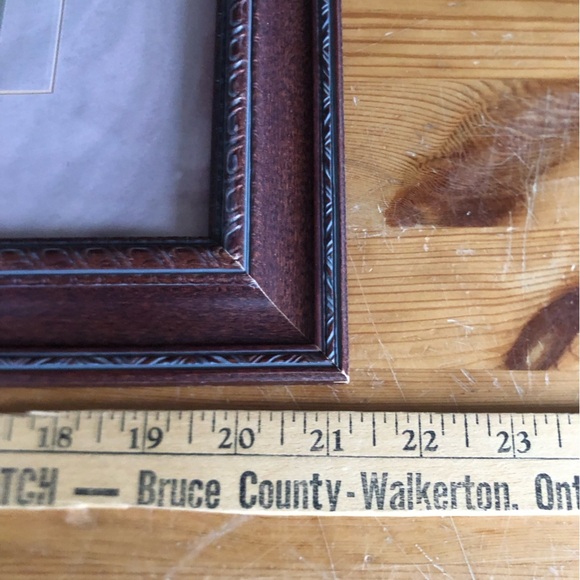 18 19 20 21 22 23
TCH — Bruce County-Walkerton, Ont